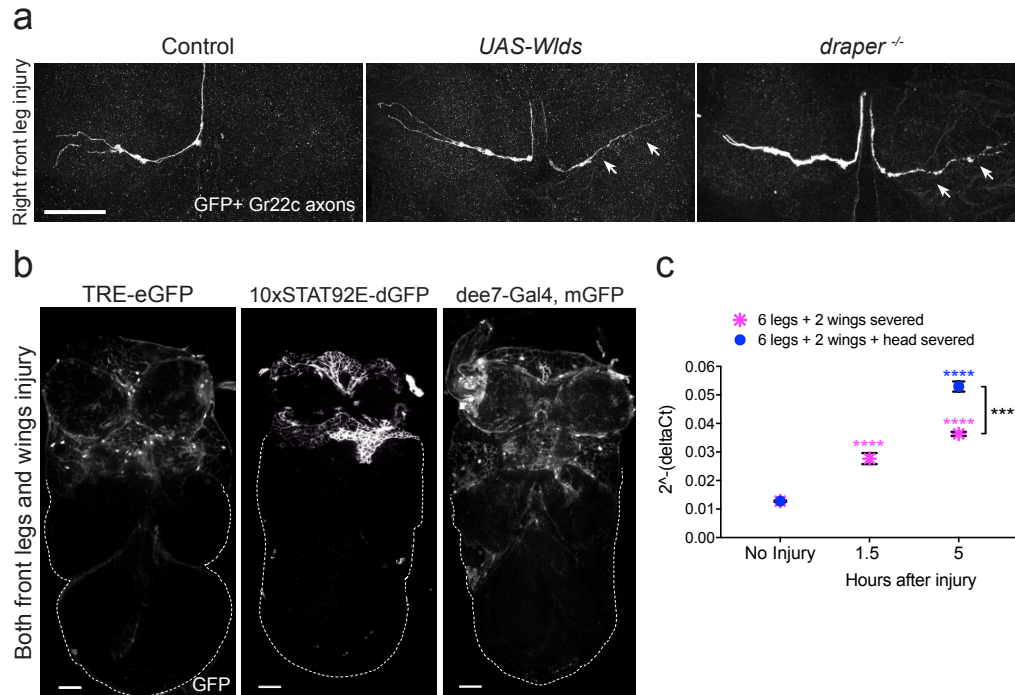 a
Control
UAS-Wlds
draper -/-
Right front leg injury
GFP+ Gr22c axons
b
TRE-eGFP
10xSTAT92E-dGFP
dee7-Gal4, mGFP
Both front legs and wings injury
GFP
c
6 legs + 2 wings severed
6 legs + 2 wings + head severed
2^-(deltaCt)
0.06
0.05
0.04
0.03
0.02
0.01
0.00
****
****
****
****
No Injury
1.5
5
Hours after injury